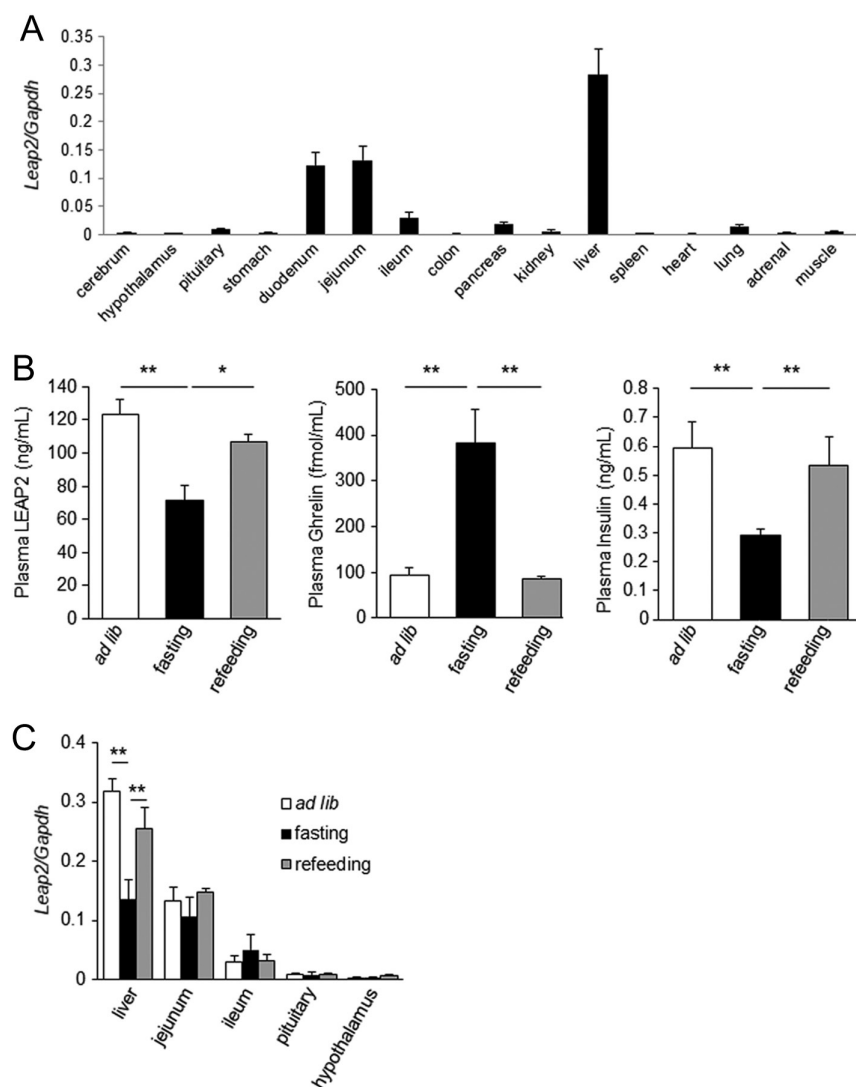 A
Leap2/Gapdh
0.35
0.3
0.25
0.2
0.15
0.1
0.05
0
cerebrum
hypothalamus
pituitary
stomach
duodenum
jejunum
ileum
colon
pancreas
kidney
liver
spleen
heart
lung
adrenal
muscle
B
Plasma LEAP2 (ng/mL)
140
120
100
80
60
40
20
0
** *
ad lib
fasting
refeeding
Plasma Ghrelin (fmol/mL)
500
400
300
200
100
0
** **
ad lib
fasting
refeeding
Plasma Insulin (ng/mL)
0.8
0.7
0.6
0.5
0.4
0.3
0.2
0.1
0
** **
ad lib
fasting
refeeding
C
Leap2/Gapdh
0.4
0.3
0.2
0.1
0
**
**
ad lib
fasting
refeeding
liver
jejunum
ileum
pituitary
hypothalamus